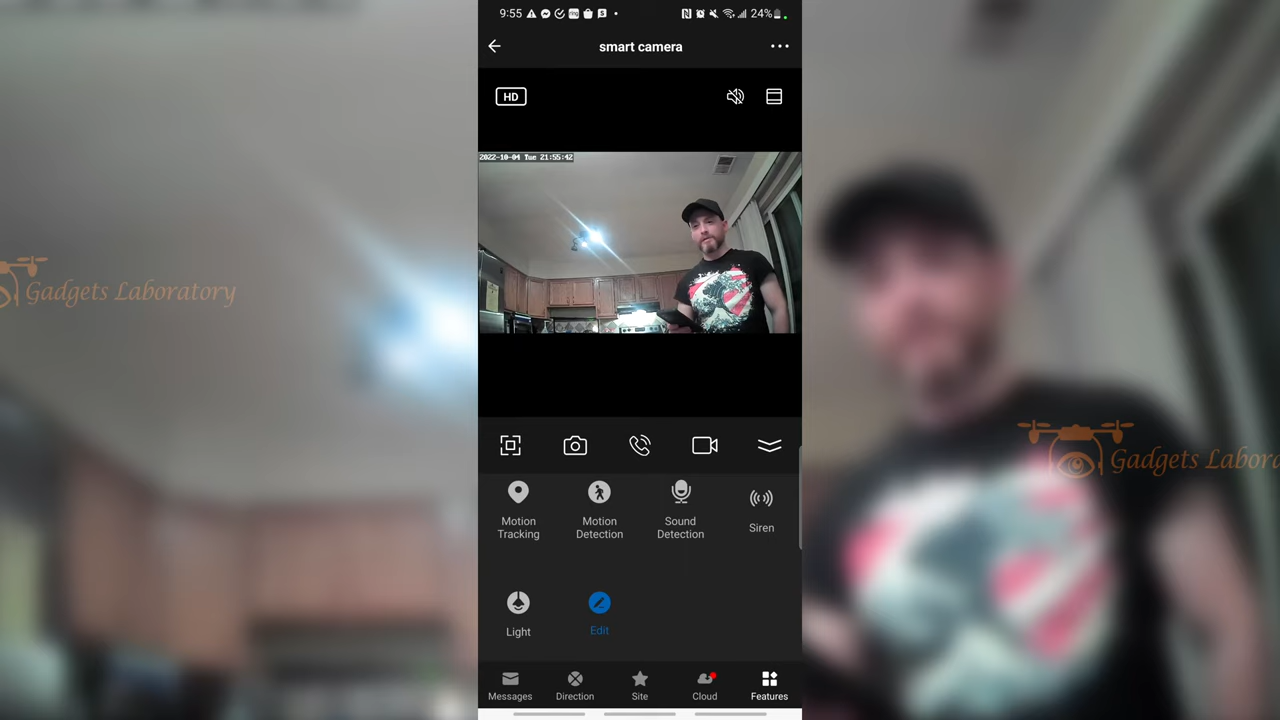 9:55
24%
smart camera
HD
2022-10-04 Tue 21:55:42
Gadgets Laboratory
Gadgets Labora
Motion Tracking
Motion Detection
Sound Detection
Siren
Light
Edit
Messages
Direction
Site
Cloud
Features